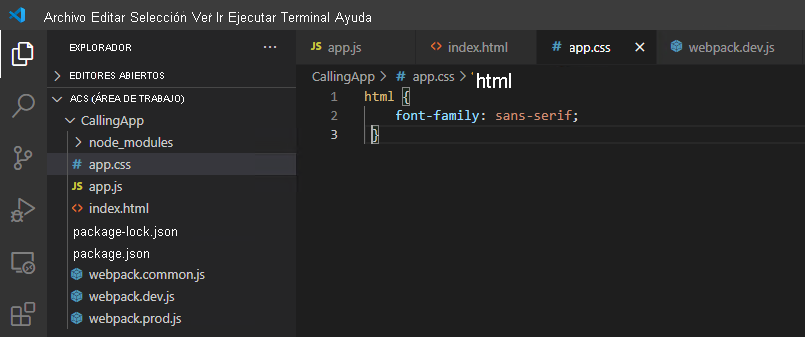 Archivo Editar Selección Ver Ir Ejecutar Terminal Ayuda
EXPLORADOR ...
JS app.js <> index.html # app.css × webpack.dev.js
> EDITORES ABIERTOS
CallingApp > # app.css > html
ACS (ÁREA DE TRABAJO)
CallingApp
> node_modules
# app.css
JS app.js
<> index.html
package-lock.json
package.json
webpack.common.js
webpack.dev.js
webpack.prod.js
1 html {
2 font-family: sans-serif;
3 }